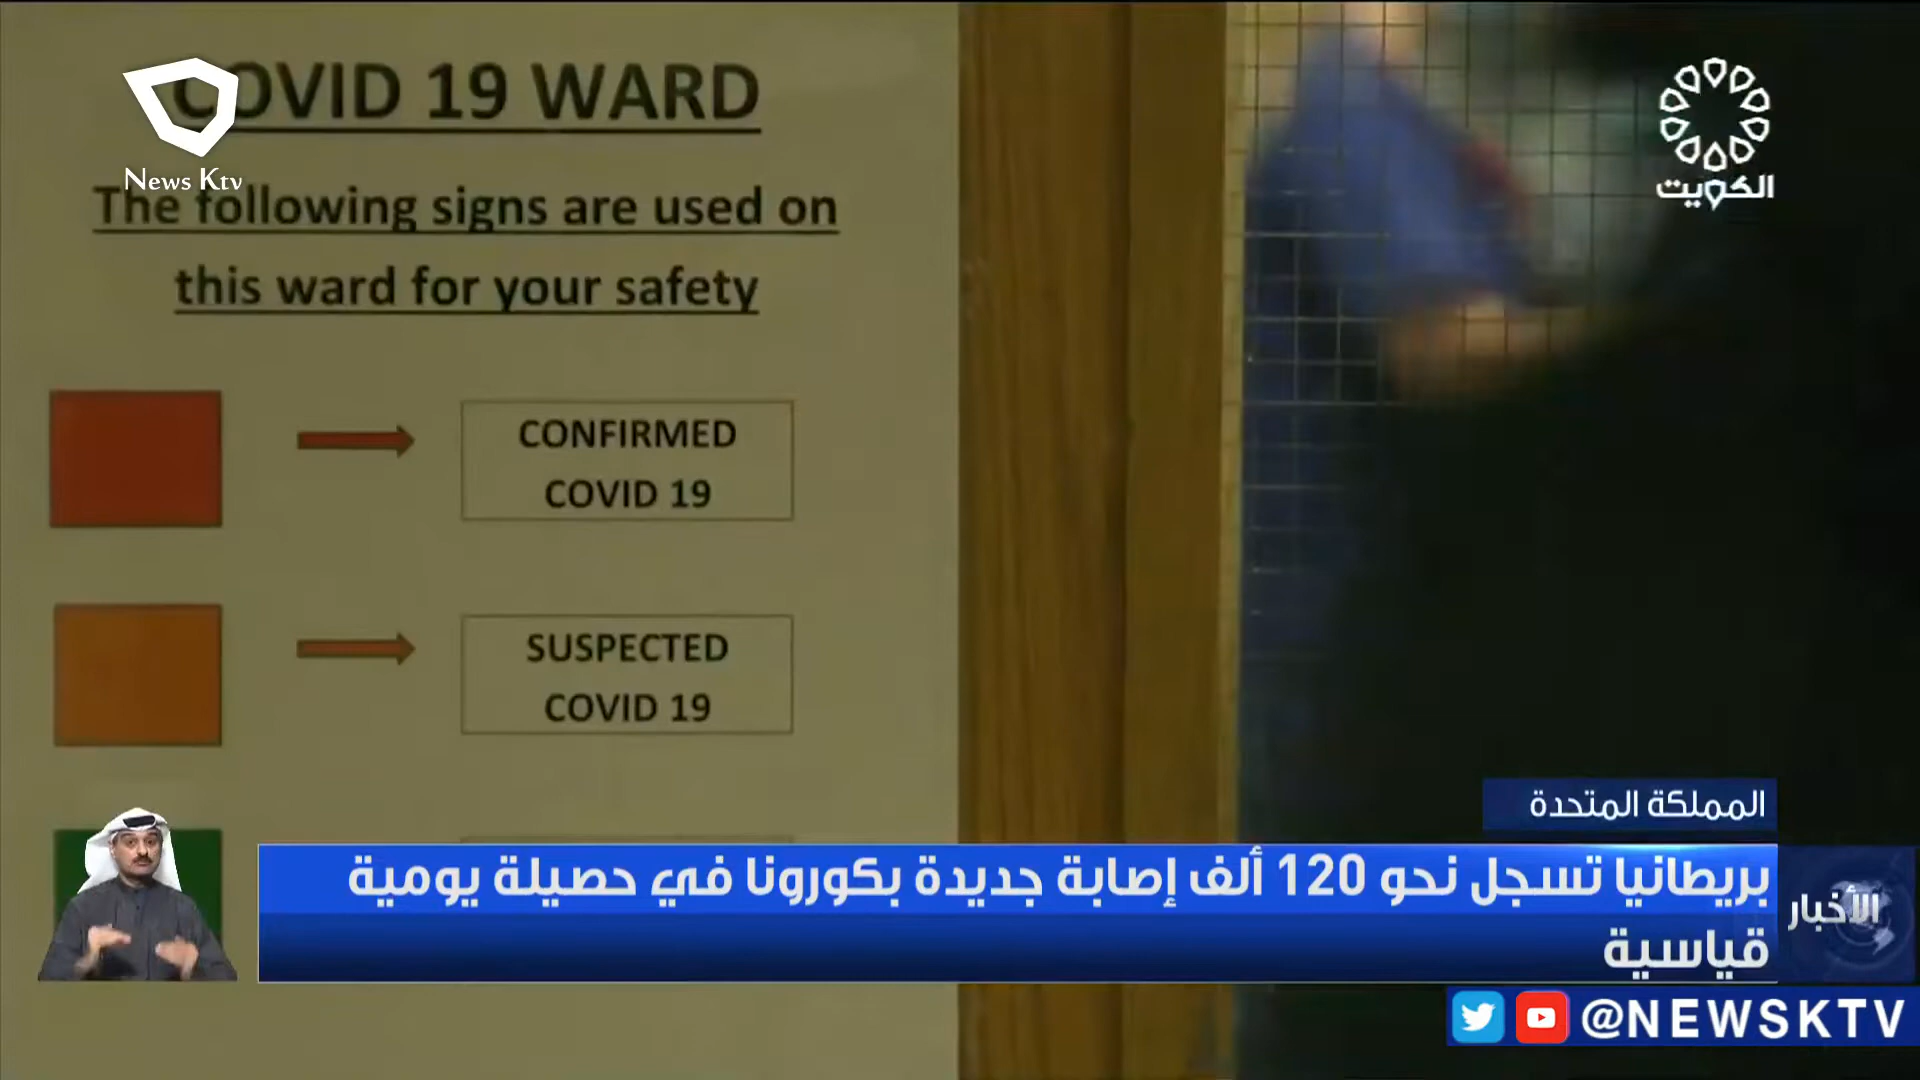 COVID 19 WARD
News Ktv
الكويت
The following signs are used on
this ward for your safety
CONFIRMED
COVID 19
SUSPECTED
COVID 19
المملكة المتحدة
بريطانيا تسجل نحو 120 ألف إصابة جديدة بكورونا في حصيلة يومية
قياسية
الأخبار
@NEWSKTV